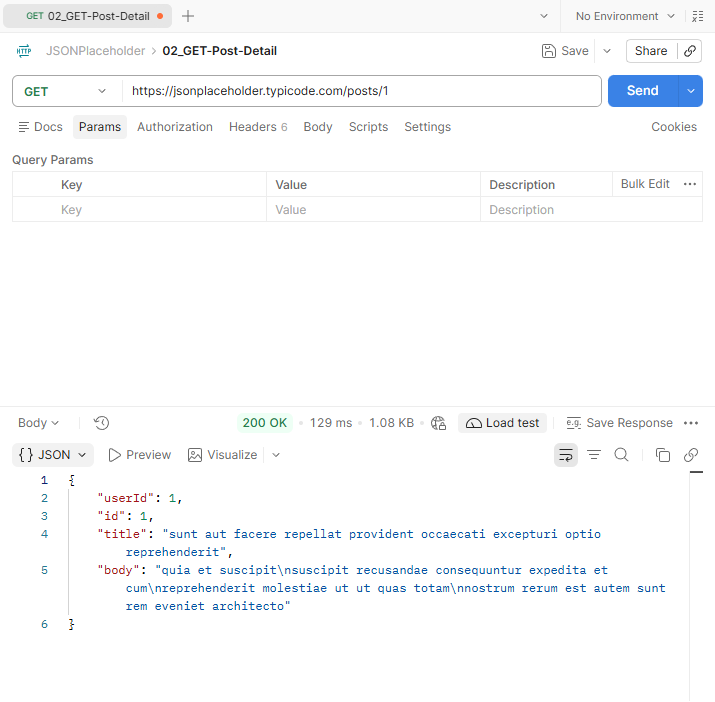 GET 02_GET-Post-Detail
No Environment
HTTP JSONPlaceholder > 02_GET-Post-Detail
Save
Share
GET
https://jsonplaceholder.typicode.com/posts/1
Send
Docs Params Authorization Headers 6 Body Scripts Settings
Cookies
Query Params
Key Value Description Bulk Edit
Key Value Description
Body
200 OK 129 ms 1.08 KB
Load test
e.g. Save Response
{} JSON
Preview
Visualize
1 {
2 "userId": 1,
3 "id": 1,
4 "title": "sunt aut facere repellat provident occaecati excepturi optio
reprehenderit",
5 "body": "quia et suscipit\nsuscipit recusandae consequuntur expedita et
cum\nreprehenderit molestiae ut ut quas totam\nnostrum rerum est autem sunt
rem eveniet architecto"
6 }